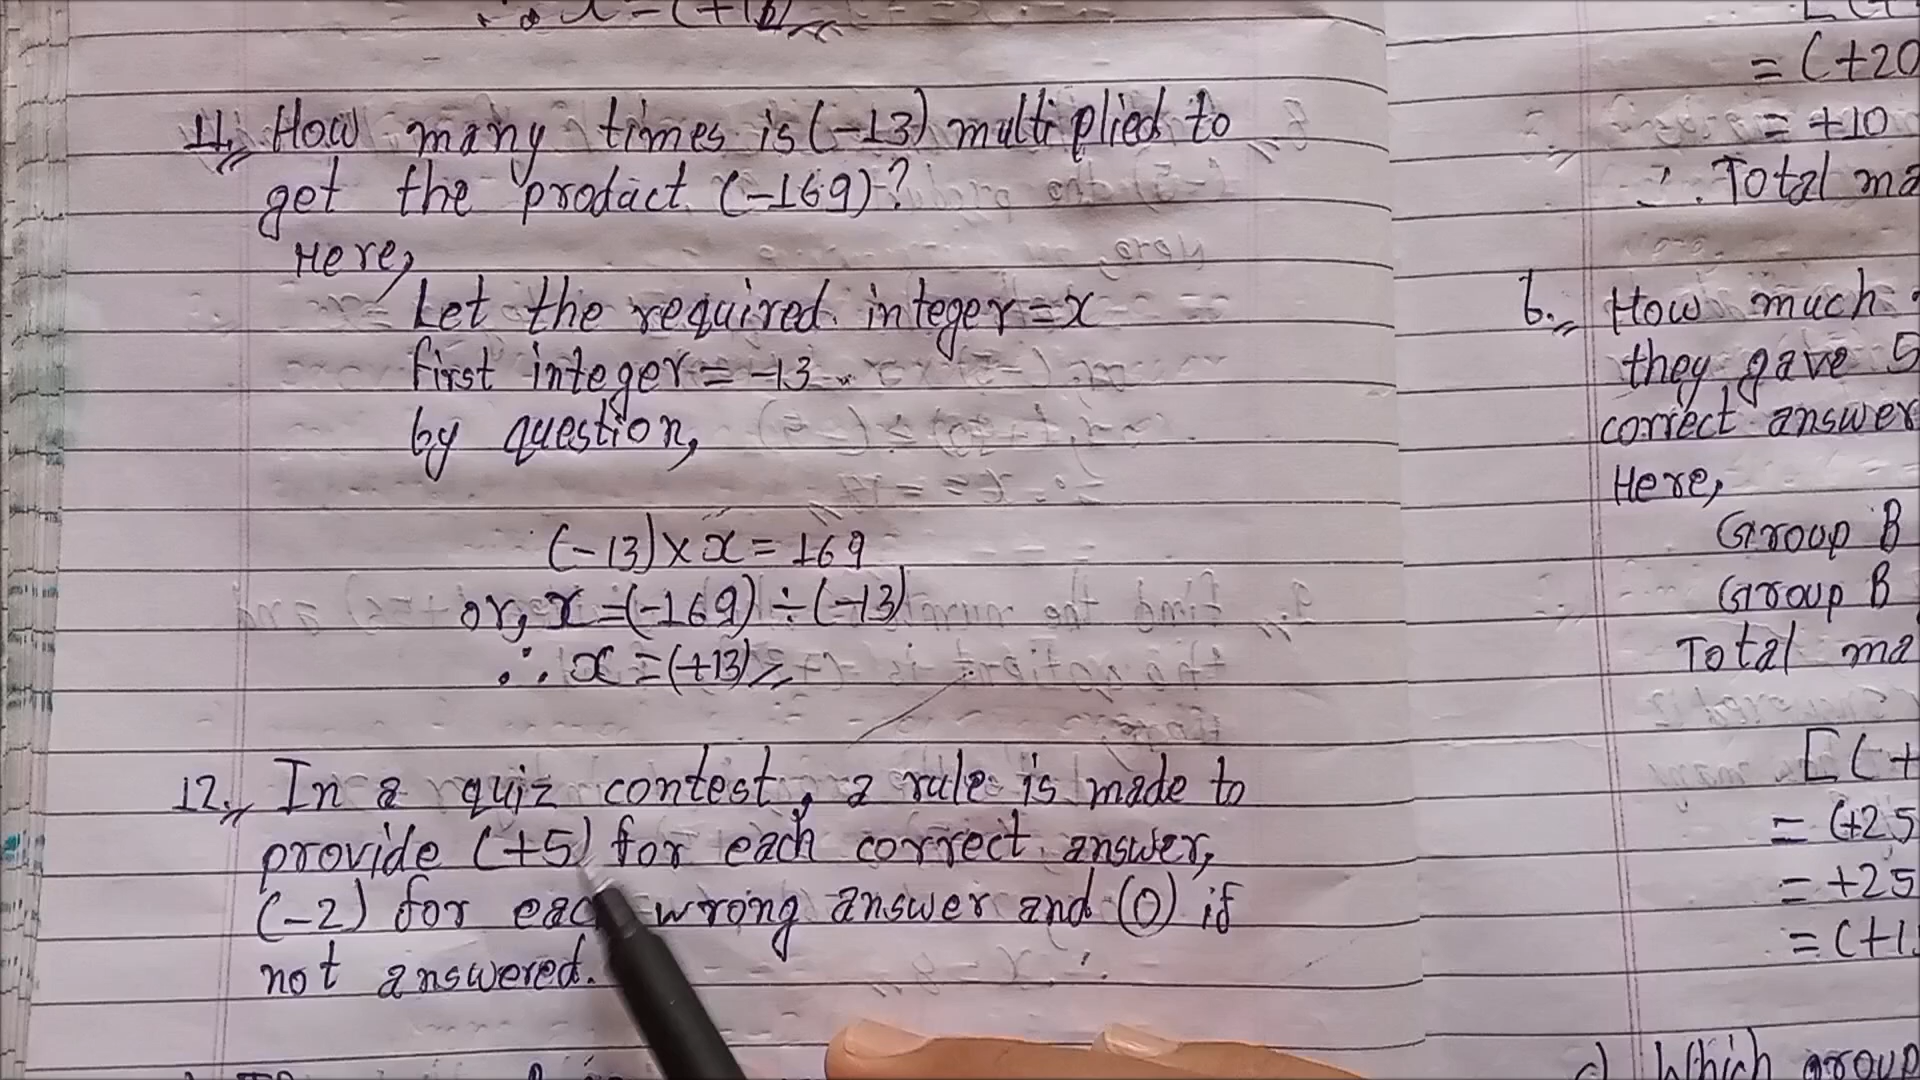 ∴ x = (+1
11. How many times is (-13) multiplied to
get the product (-169)?
Here,
Let the required integer = x
first integer = -13
by question,
(-13) × x = 169
or, x = (-169) ÷ (-13)
∴ x = (+13)
12. In a quiz contest, a rule is made to
provide (+5) for each correct answer,
(-2) for each wrong answer and (0) if
not answered.
= (+20
= +10
∴ Total ma
b. How much
they gave 5
correct answer
Here,
Group B
Group B
Total ma
[(+
= (+25
= +25
= (+1
c) Which group